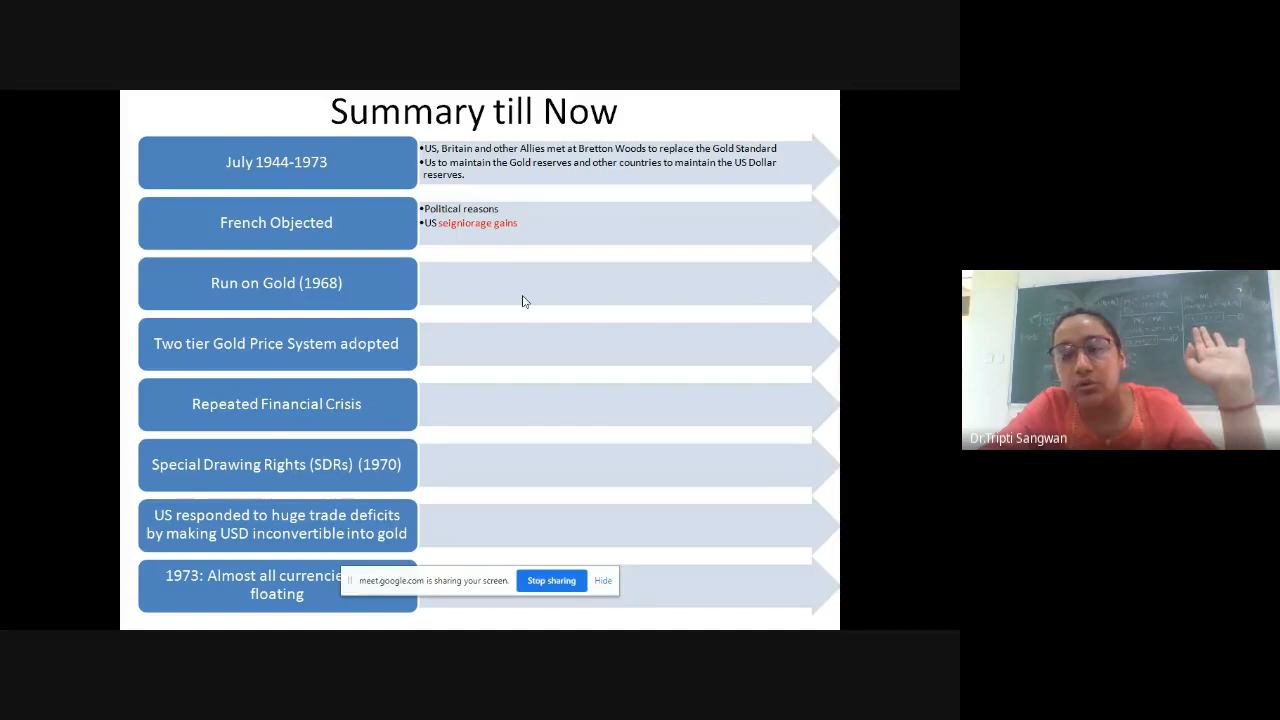 Summary till Now
July 1944-1973
•US, Britain and other Allies met at Bretton Woods to replace the Gold Standard
•Us to maintain the Gold reserves and other countries to maintain the US Dollar
reserves.
French Objected
•Political reasons
•US seigniorage gains
Run on Gold (1968)
Two tier Gold Price System adopted
Repeated Financial Crisis
Special Drawing Rights (SDRs) (1970)
US responded to huge trade deficits
by making USD inconvertible into gold
1973: Almost all
floating
meet.google.com is sharing your screen.
Stop sharing
Hide
Dr.Tripti Sangwan